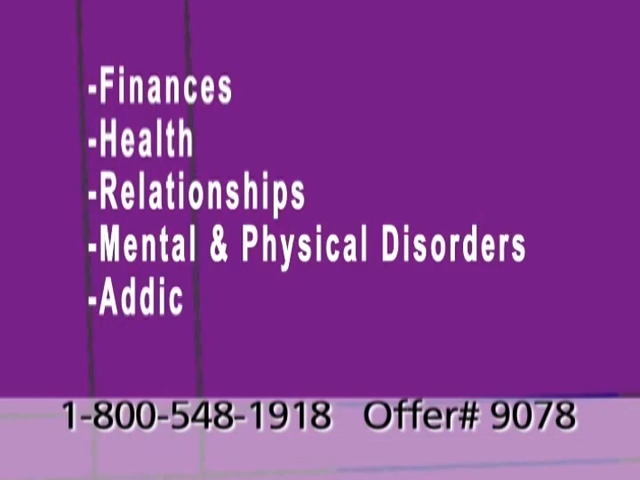 -Finances
-Health
-Relationships
-Mental & Physical Disorders
-Addic
1-800-548-1918 Offer# 9078